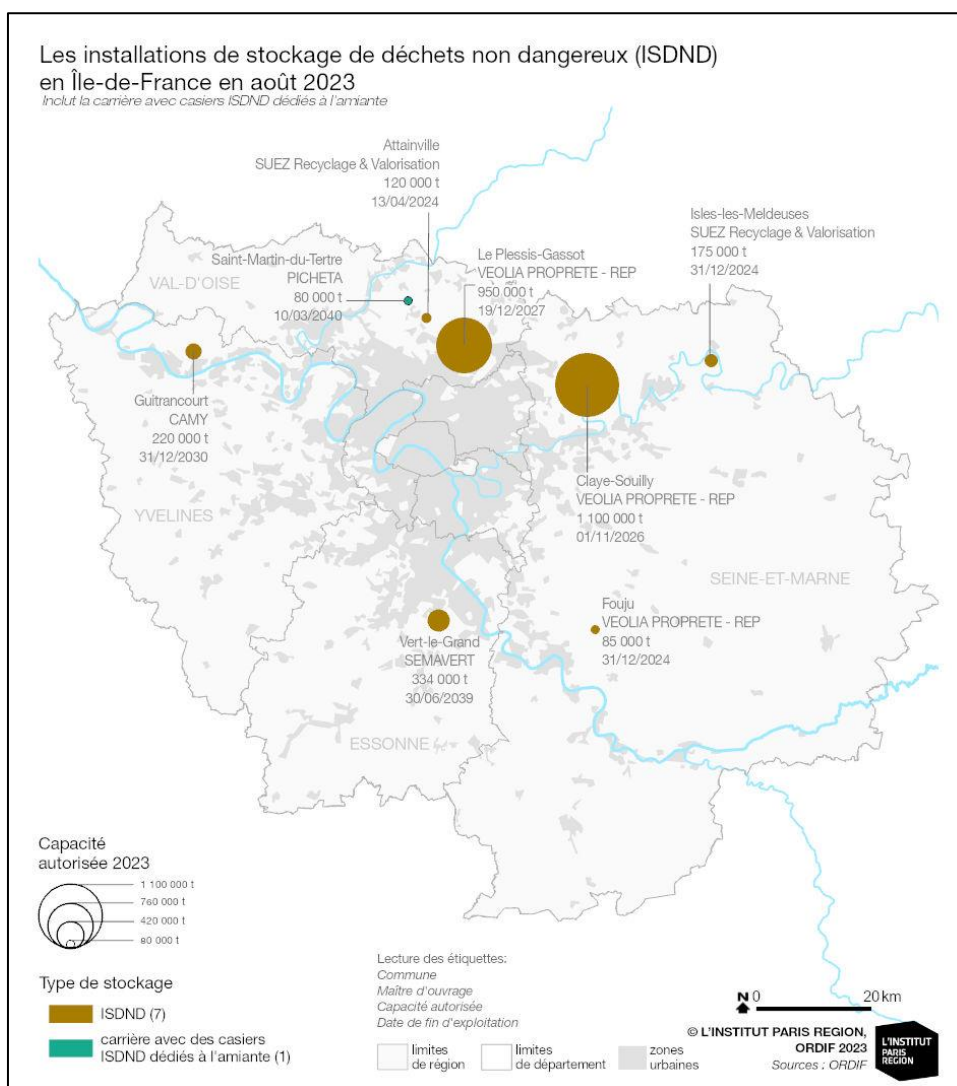 Les installations de stockage de déchets non dangereux (ISDND)
en Île-de-France en août 2023
Inclut la carrière avec casiers ISDND dédiés à l'amiante
Attainville
SUEZ Recyclage & Valorisation
120 000 t
13/04/2024
Isles-les-Meldeuses
SUEZ Recyclage & Valorisation
175 000 t
31/12/2024
Le Plessis-Gassot
VEOLIA PROPRETE - REP
950 000 t
19/12/2027
Saint-Martin-du-Tertre
PICHETA
80 000 t
10/03/2040
VAL-D'OISE
Guitrancourt
CAMY
220 000 t
31/12/2030
Claye-Souilly
VEOLIA PROPRETE - REP
1 100 000 t
01/11/2026
YVELINES
SEINE-ET-MARNE
Fouju
VEOLIA PROPRETE - REP
85 000 t
31/12/2024
Vert-le-Grand
SEMAVERT
334 000 t
30/06/2039
ESSONNE
Capacité
autorisée 2023
1 100 000 t
760 000 t
420 000 t
80 000 t
Type de stockage
ISDND (7)
carrière avec des casiers
ISDND dédiés à l'amiante (1)
Lecture des étiquettes:
Commune
Maître d'ouvrage
Capacité autorisée
Date de fin d'exploitation
limites
de région
limites
de département
zones
urbaines
N 0 20 km
© L'INSTITUT PARIS REGION,
ORDIF 2023
Sources : ORDIF
L'INSTITUT
PARIS
REGION